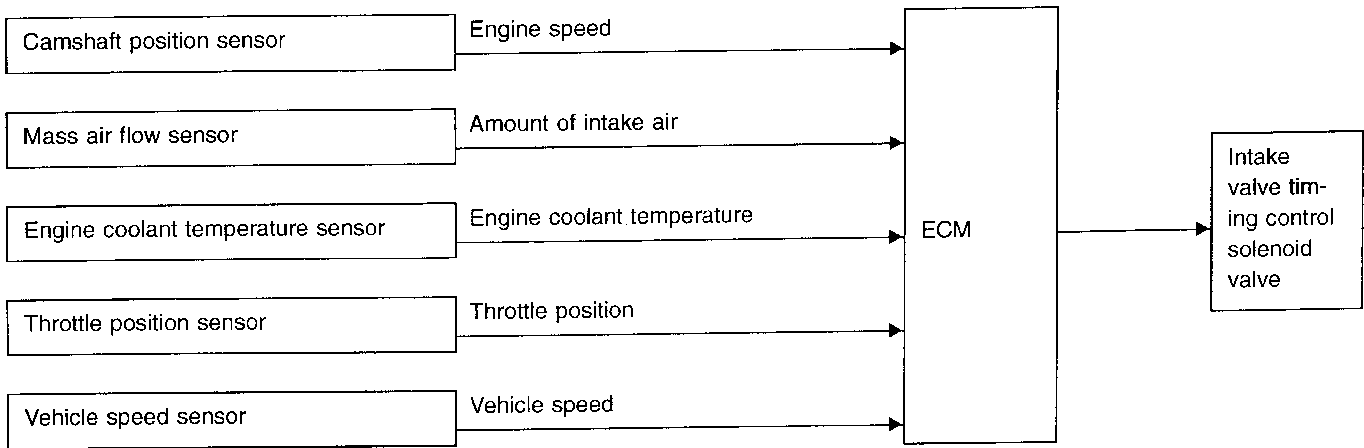 Camshaft position sensor
Engine speed
Mass air flow sensor
Amount of intake air
Engine coolant temperature sensor
Engine coolant temperature
Throttle position sensor
Throttle position
Vehicle speed sensor
Vehicle speed
ECM
Intake
valve tim-
ing control
solenoid
valve